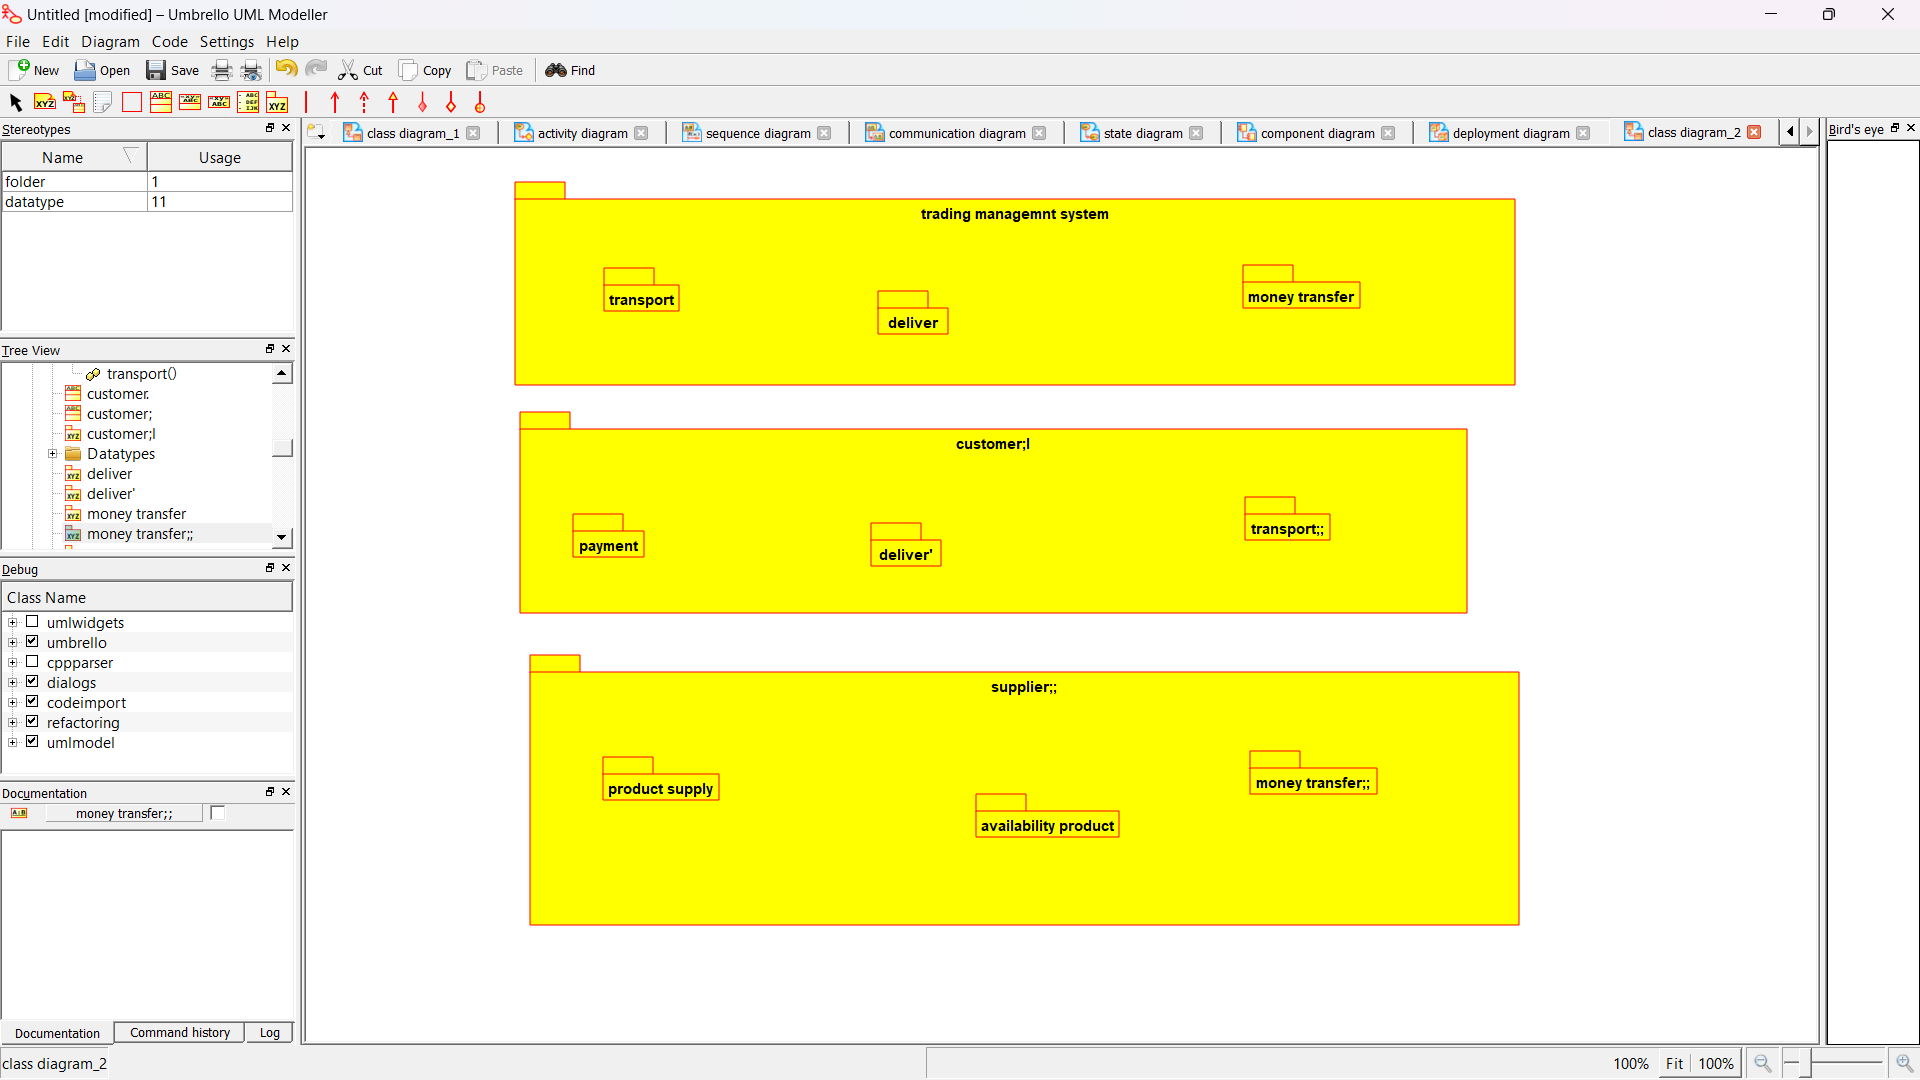 Untitled [modified] – Umbrello UML Modeller
File Edit Diagram Code Settings Help
New Open Save Cut Copy Paste Find
Stereotypes
Name Usage
folder 1
datatype 11
Tree View
transport()
customer.
customer;
customer;l
Datatypes
deliver
deliver'
money transfer
money transfer;;
Debug
Class Name
umlwidgets
umbrello
cppparser
dialogs
codeimport
refactoring
umlmodel
Documentation
money transfer;;
Documentation Command history Log
class diagram_1 activity diagram sequence diagram communication diagram state diagram component diagram deployment diagram class diagram_2
trading managemnt system
transport
deliver
money transfer
customer;l
payment
deliver'
transport;;
supplier;;
product supply
availability product
money transfer;;
Bird's eye
class diagram_2
100% Fit 100%